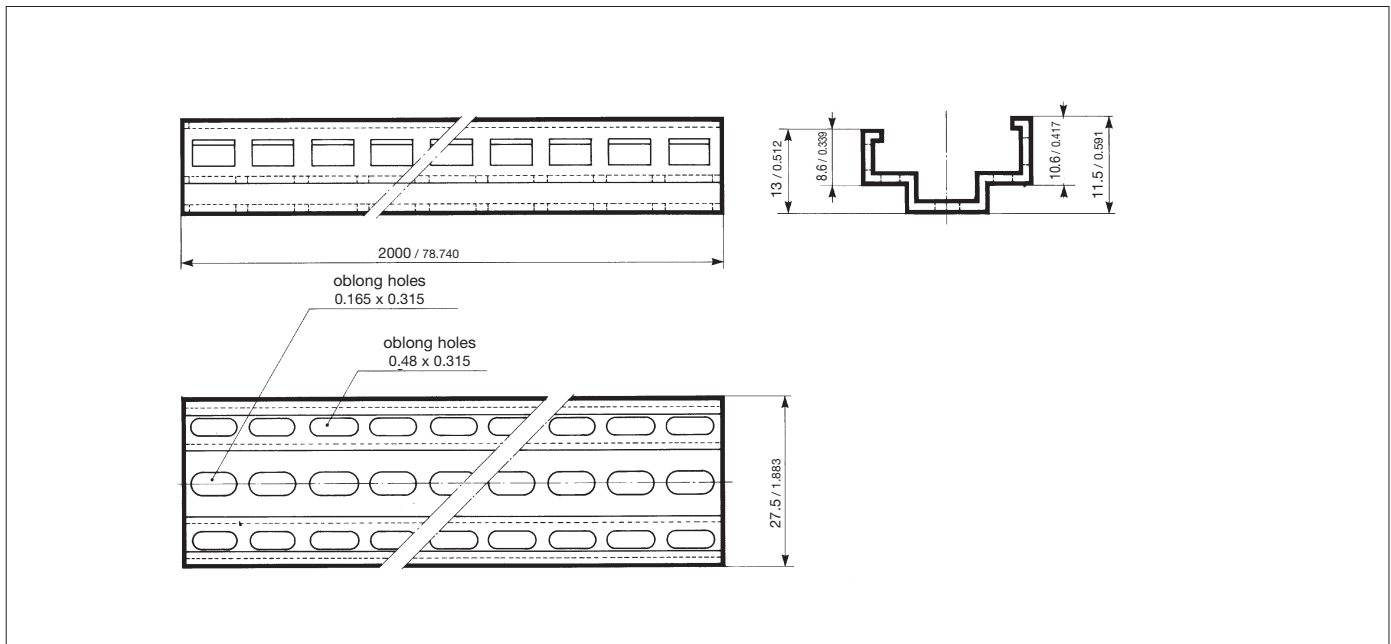 13 / 0.512
8.6 / 0.339
10.6 / 0.417
11.5 / 0.591
2000 / 78.740
oblong holes
0.165 x 0.315
oblong holes
0.48 x 0.315
27.5 / 1.883